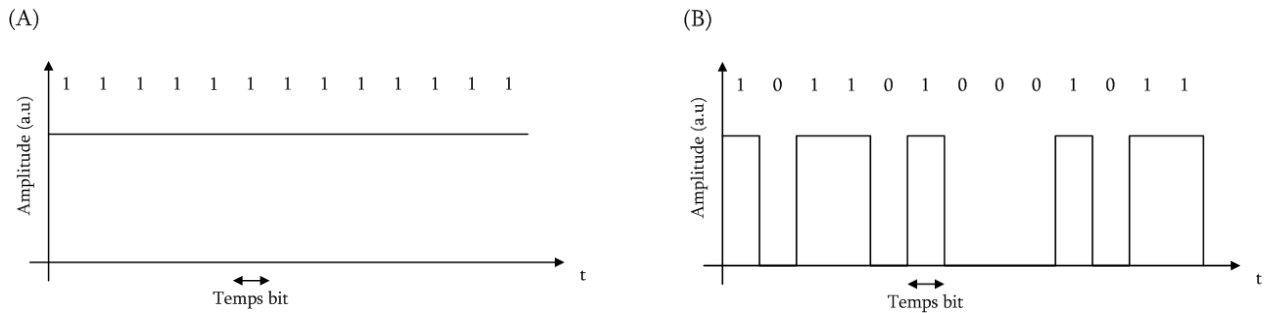 (A)
1 1 1 1 1 1 1 1 1 1 1 1 1
Amplitude (a.u)
t
Temps bit
(B)
1 0 1 1 0 1 0 0 0 1 0 1 1
Amplitude (a.u)
t
Temps bit